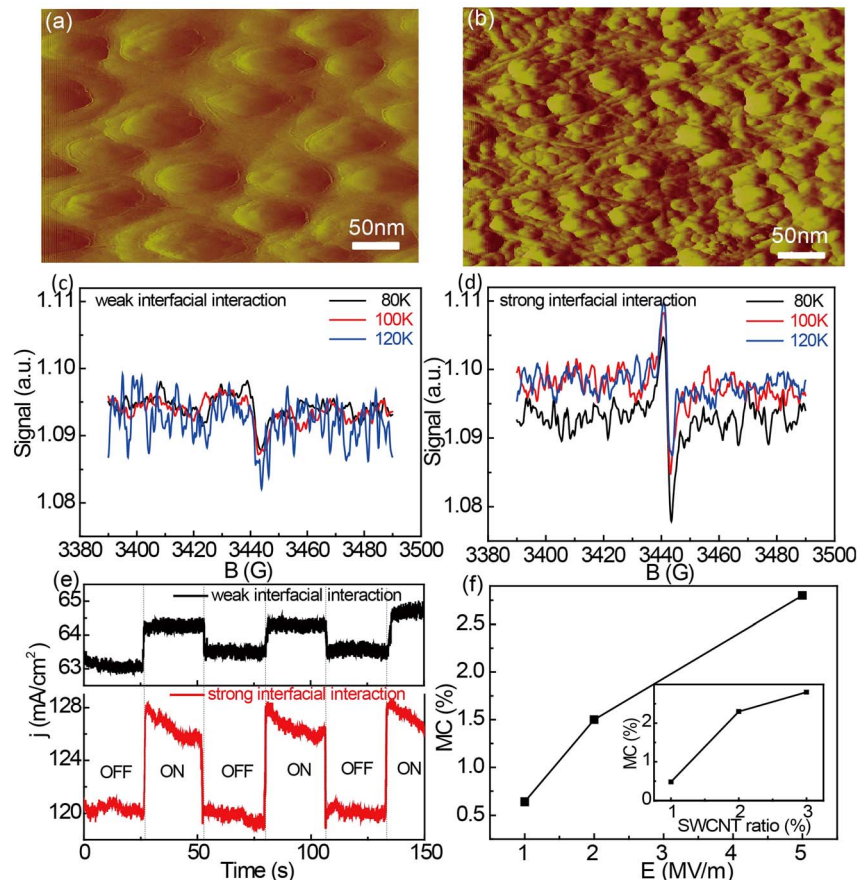 (a)
50nm
(b)
50nm
(c)
weak interfacial interaction
80K
100K
120K
1.11
1.10
1.09
1.08
Signal (a.u.)
3380 3400 3420 3440 3460 3480 3500
B (G)
(d)
strong interfacial interaction
80K
100K
120K
1.11
1.10
1.09
1.08
Signal (a.u.)
3380 3400 3420 3440 3460 3480 3500
B (G)
(e)
weak interfacial interaction
65
64
63
strong interfacial interaction
128
124
120
j (mA/cm²)
OFF ON OFF ON OFF ON
0 50 100 150
Time (s)
(f)
2.5
2.0
1.5
1.0
0.5
MC (%)
1 2 3 4 5
E (MV/m)
2
1
0
MC (%)
1 2 3
SWCNT ratio (%)